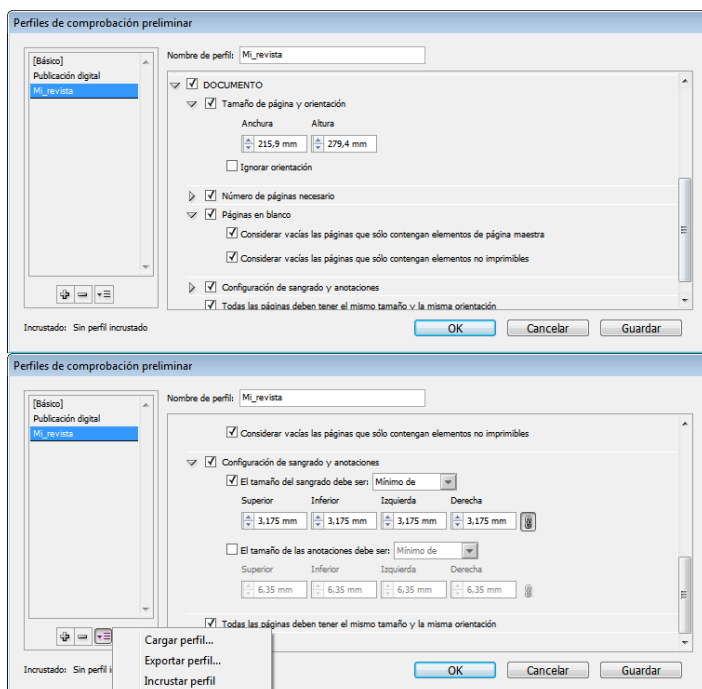 Perfiles de comprobación preliminar
[Básico]
Publicación digital
Mi_revista
Nombre de perfil: Mi_revista
DOCUMENTO
Tamaño de página y orientación
Anchura Altura
215,9 mm 279,4 mm
Ignorar orientación
Número de páginas necesario
Páginas en blanco
Considerar vacías las páginas que sólo contengan elementos de página maestra
Considerar vacías las páginas que sólo contengan elementos no imprimibles
Configuración de sangrado y anotaciones
Todas las páginas deben tener el mismo tamaño y la misma orientación
Incrustado: Sin perfil incrustado
OK Cancelar Guardar
Perfiles de comprobación preliminar
[Básico]
Publicación digital
Mi_revista
Nombre de perfil: Mi_revista
Considerar vacías las páginas que sólo contengan elementos no imprimibles
Configuración de sangrado y anotaciones
El tamaño del sangrado debe ser: Mínimo de
Superior Inferior Izquierda Derecha
3,175 mm 3,175 mm 3,175 mm 3,175 mm
El tamaño de las anotaciones debe ser: Mínimo de
Superior Inferior Izquierda Derecha
6,35 mm 6,35 mm 6,35 mm 6,35 mm
Todas las páginas deben tener el mismo tamaño y la misma orientación
Cargar perfil...
Exportar perfil...
Incrustar perfil
Incrustado: Sin perfil
OK Cancelar Guardar